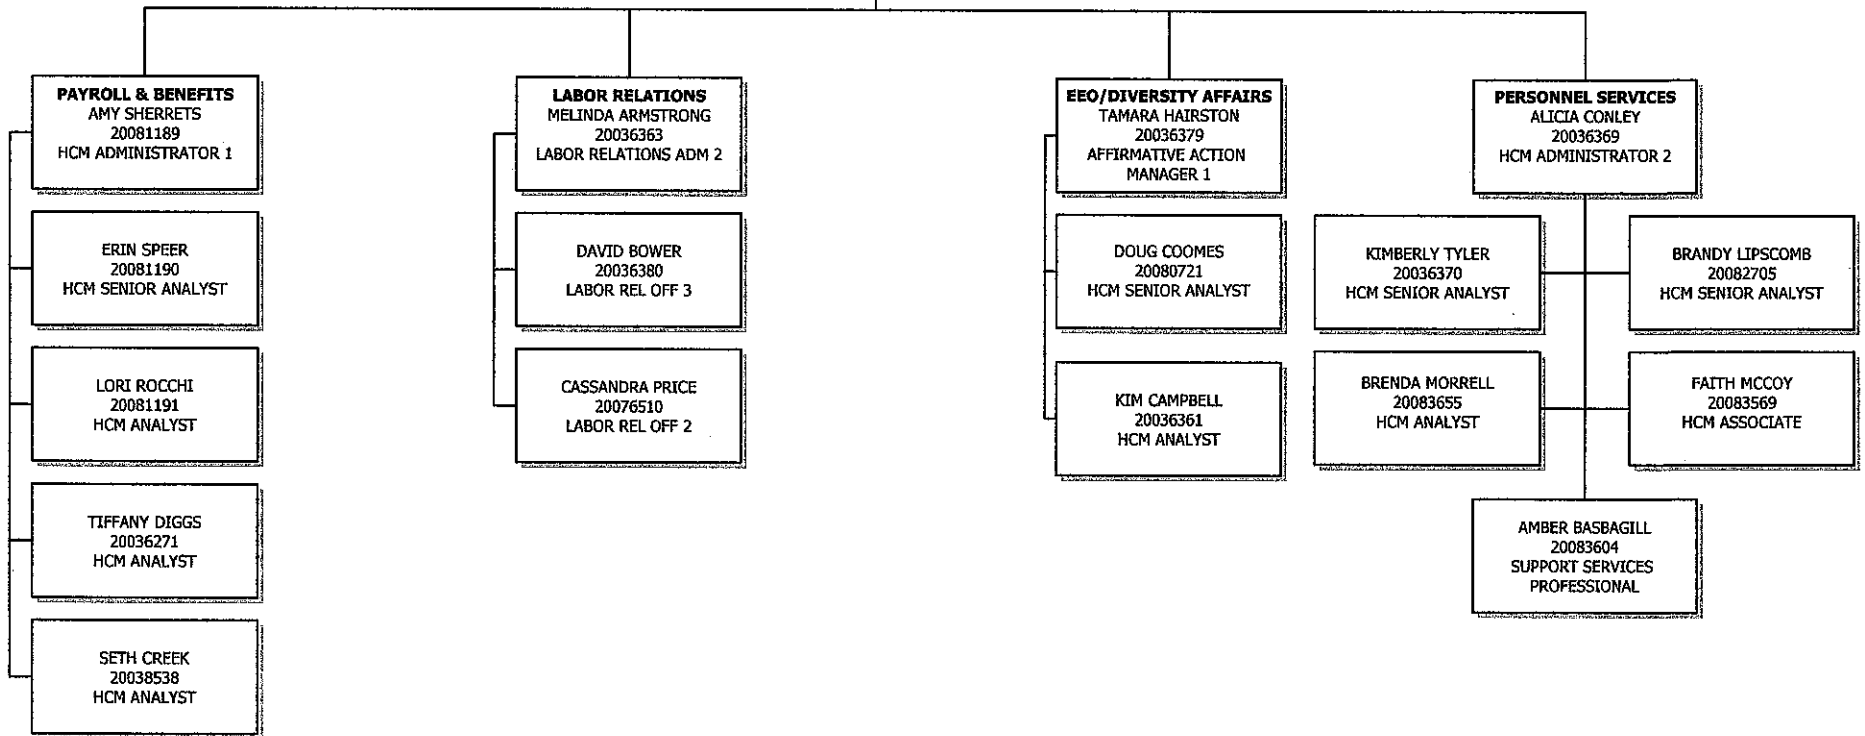 PAYROLL & BENEFITS
AMY SHERRETS
20081189
HCM ADMINISTRATOR 1
ERIN SPEER
20081190
HCM SENIOR ANALYST
LORI ROCCHI
20081191
HCM ANALYST
TIFFANY DIGGS
20036271
HCM ANALYST
SETH CREEK
20038538
HCM ANALYST
LABOR RELATIONS
MELINDA ARMSTRONG
20036363
LABOR RELATIONS ADM 2
DAVID BOWER
20036380
LABOR REL OFF 3
CASSANDRA PRICE
20076510
LABOR REL OFF 2
EEO/DIVERSITY AFFAIRS
TAMARA HAIRSTON
20036379
AFFIRMATIVE ACTION
MANAGER 1
DOUG COOMES
20080721
HCM SENIOR ANALYST
KIM CAMPBELL
20036361
HCM ANALYST
PERSONNEL SERVICES
ALICIA CONLEY
20036369
HCM ADMINISTRATOR 2
KIMBERLY TYLER
20036370
HCM SENIOR ANALYST
BRANDY LIPSCOMB
20082705
HCM SENIOR ANALYST
BRENDA MORRELL
20083655
HCM ANALYST
FAITH MCCOY
20083569
HCM ASSOCIATE
AMBER BASBAGILL
20083604
SUPPORT SERVICES
PROFESSIONAL